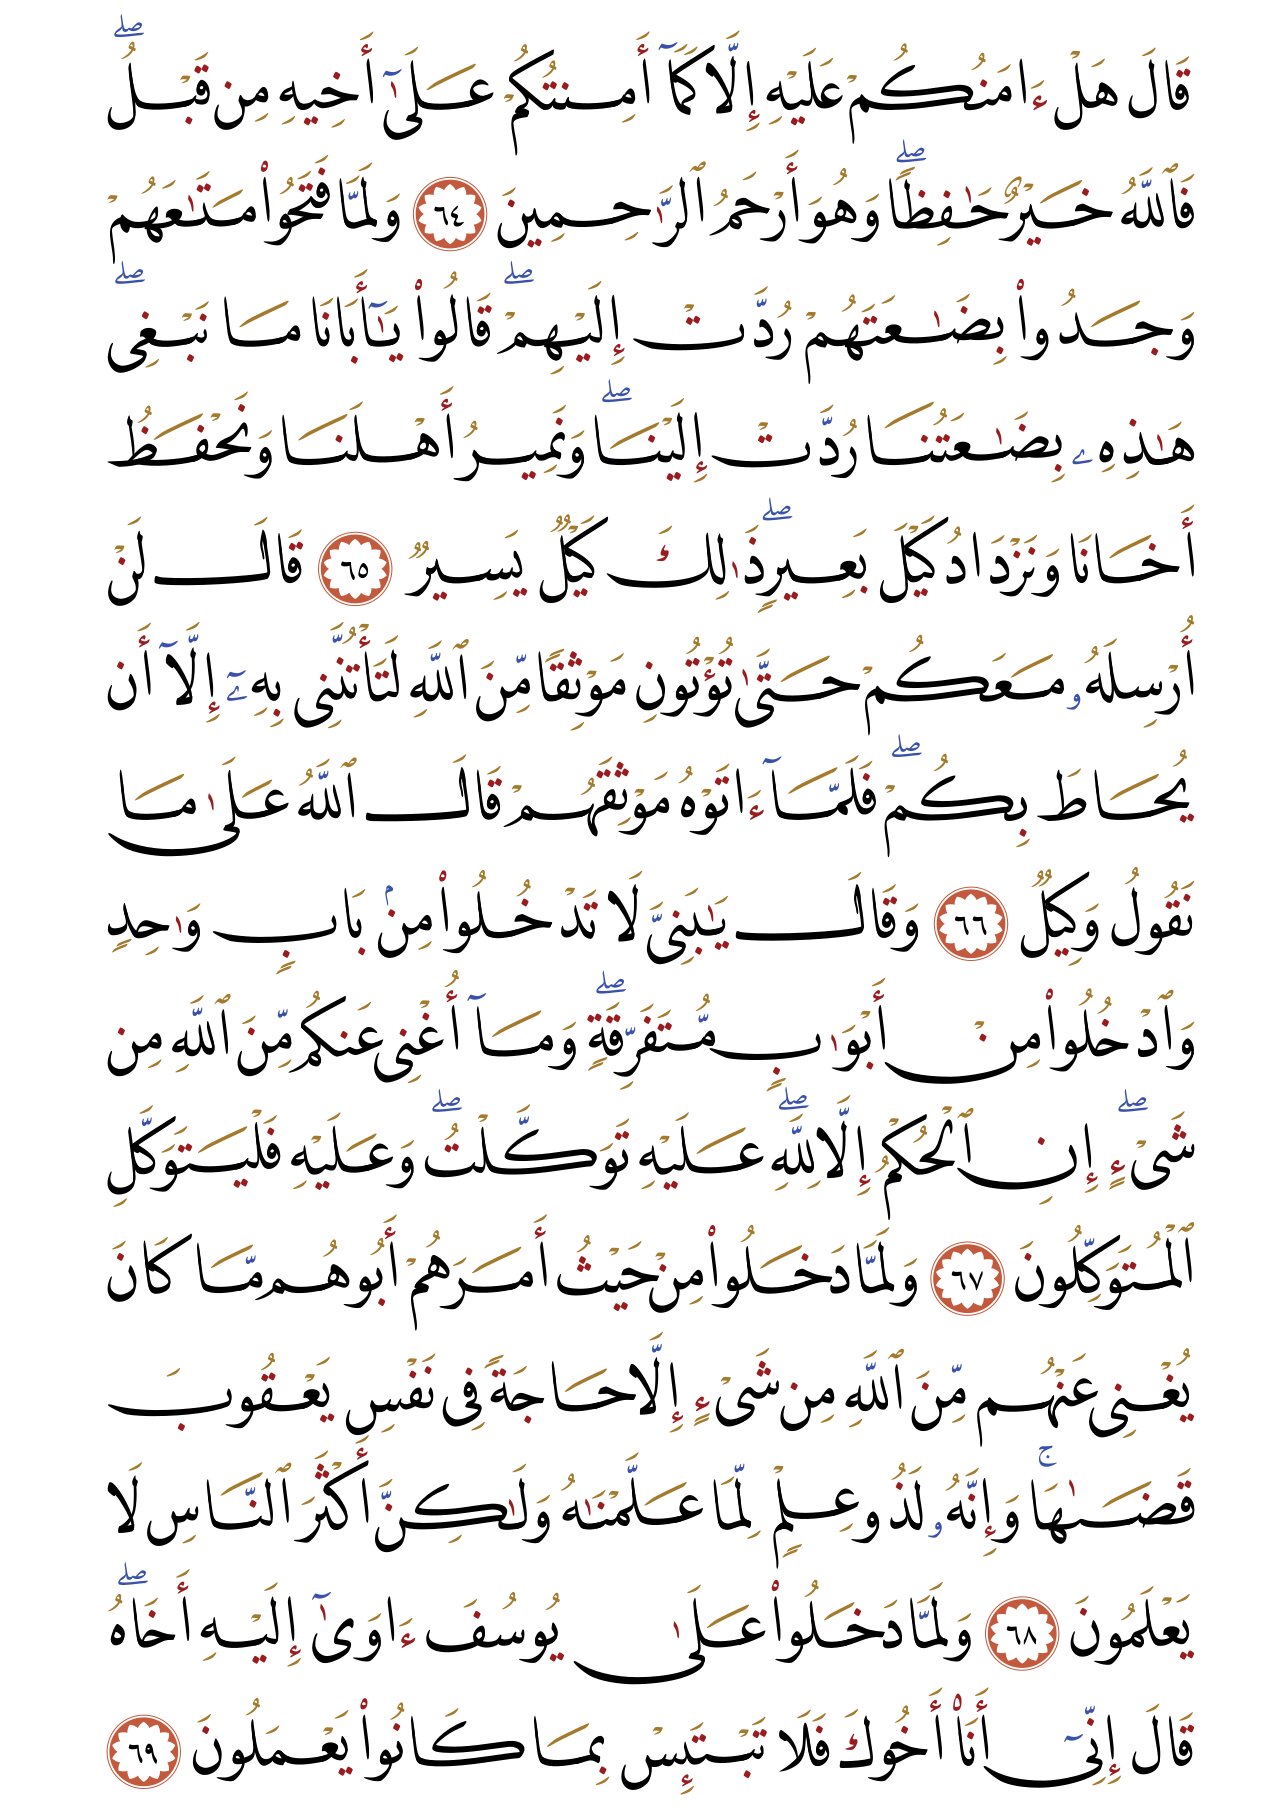 قَالَ هَلْ ءَامَنُكُمْ عَلَيْهِ إِلَّا كَمَآ أَمِنتُكُمْ عَلَىٰٓ أَخِيهِ مِن قَبْلُ ۖ
فَٱللَّهُ خَيْرٌ حَـٰفِظًا ۖ وَهُوَ أَرْحَمُ ٱلرَّٰحِمِينَ ٦٤ وَلَمَّا فَتَحُوا۟ مَتَـٰعَهُمْ
وَجَدُوا۟ بِضَـٰعَتَهُمْ رُدَّتْ إِلَيْهِمْ ۖ قَالُوا۟ يَـٰٓأَبَانَا مَا نَبْغِى ۖ
هَـٰذِهِۦ بِضَـٰعَتُنَا رُدَّتْ إِلَيْنَا ۖ وَنَمِيرُ أَهْلَنَا وَنَحْفَظُ
أَخَانَا وَنَزْدَادُ كَيْلَ بَعِيرٍ ۖ ذَٰلِكَ كَيْلٌ يَسِيرٌ ٦٥ قَالَ لَنْ
أُرْسِلَهُۥ مَعَكُمْ حَتَّىٰ تُؤْتُونِ مَوْثِقًا مِّنَ ٱللَّهِ لَتَأْتُنَّنِى بِهِۦٓ إِلَّآ أَن
يُحَاطَ بِكُمْ ۖ فَلَمَّآ ءَاتَوْهُ مَوْثِقَهُمْ قَالَ ٱللَّهُ عَلَىٰ مَا
نَقُولُ وَكِيلٌ ٦٦ وَقَالَ يَـٰبَنِىَّ لَا تَدْخُلُوا۟ مِنۢ بَابٍ وَٰحِدٍ
وَٱدْخُلُوا۟ مِنْ أَبْوَٰبٍ مُّتَفَرِّقَةٍ ۖ وَمَآ أُغْنِى عَنكُم مِّنَ ٱللَّهِ مِن
شَىْءٍ ۖ إِنِ ٱلْحُكْمُ إِلَّا لِلَّهِ ۖ عَلَيْهِ تَوَكَّلْتُ ۖ وَعَلَيْهِ فَلْيَتَوَكَّلِ
ٱلْمُتَوَكِّلُونَ ٦٧ وَلَمَّا دَخَلُوا۟ مِنْ حَيْثُ أَمَرَهُمْ أَبُوهُم مَّا كَانَ
يُغْنِى عَنْهُم مِّنَ ٱللَّهِ مِن شَىْءٍ إِلَّا حَاجَةً فِى نَفْسِ يَعْقُوبَ
قَضَىٰهَا ۚ وَإِنَّهُۥ لَذُو عِلْمٍ لِّمَا عَلَّمْنَـٰهُ وَلَـٰكِنَّ أَكْثَرَ ٱلنَّاسِ لَا
يَعْلَمُونَ ٦٨ وَلَمَّا دَخَلُوا۟ عَلَىٰ يُوسُفَ ءَاوَىٰٓ إِلَيْهِ أَخَاهُ ۖ
قَالَ إِنِّىٓ أَنَا۠ أَخُوكَ فَلَا تَبْتَئِسْ بِمَا كَانُوا۟ يَعْمَلُونَ ٦٩